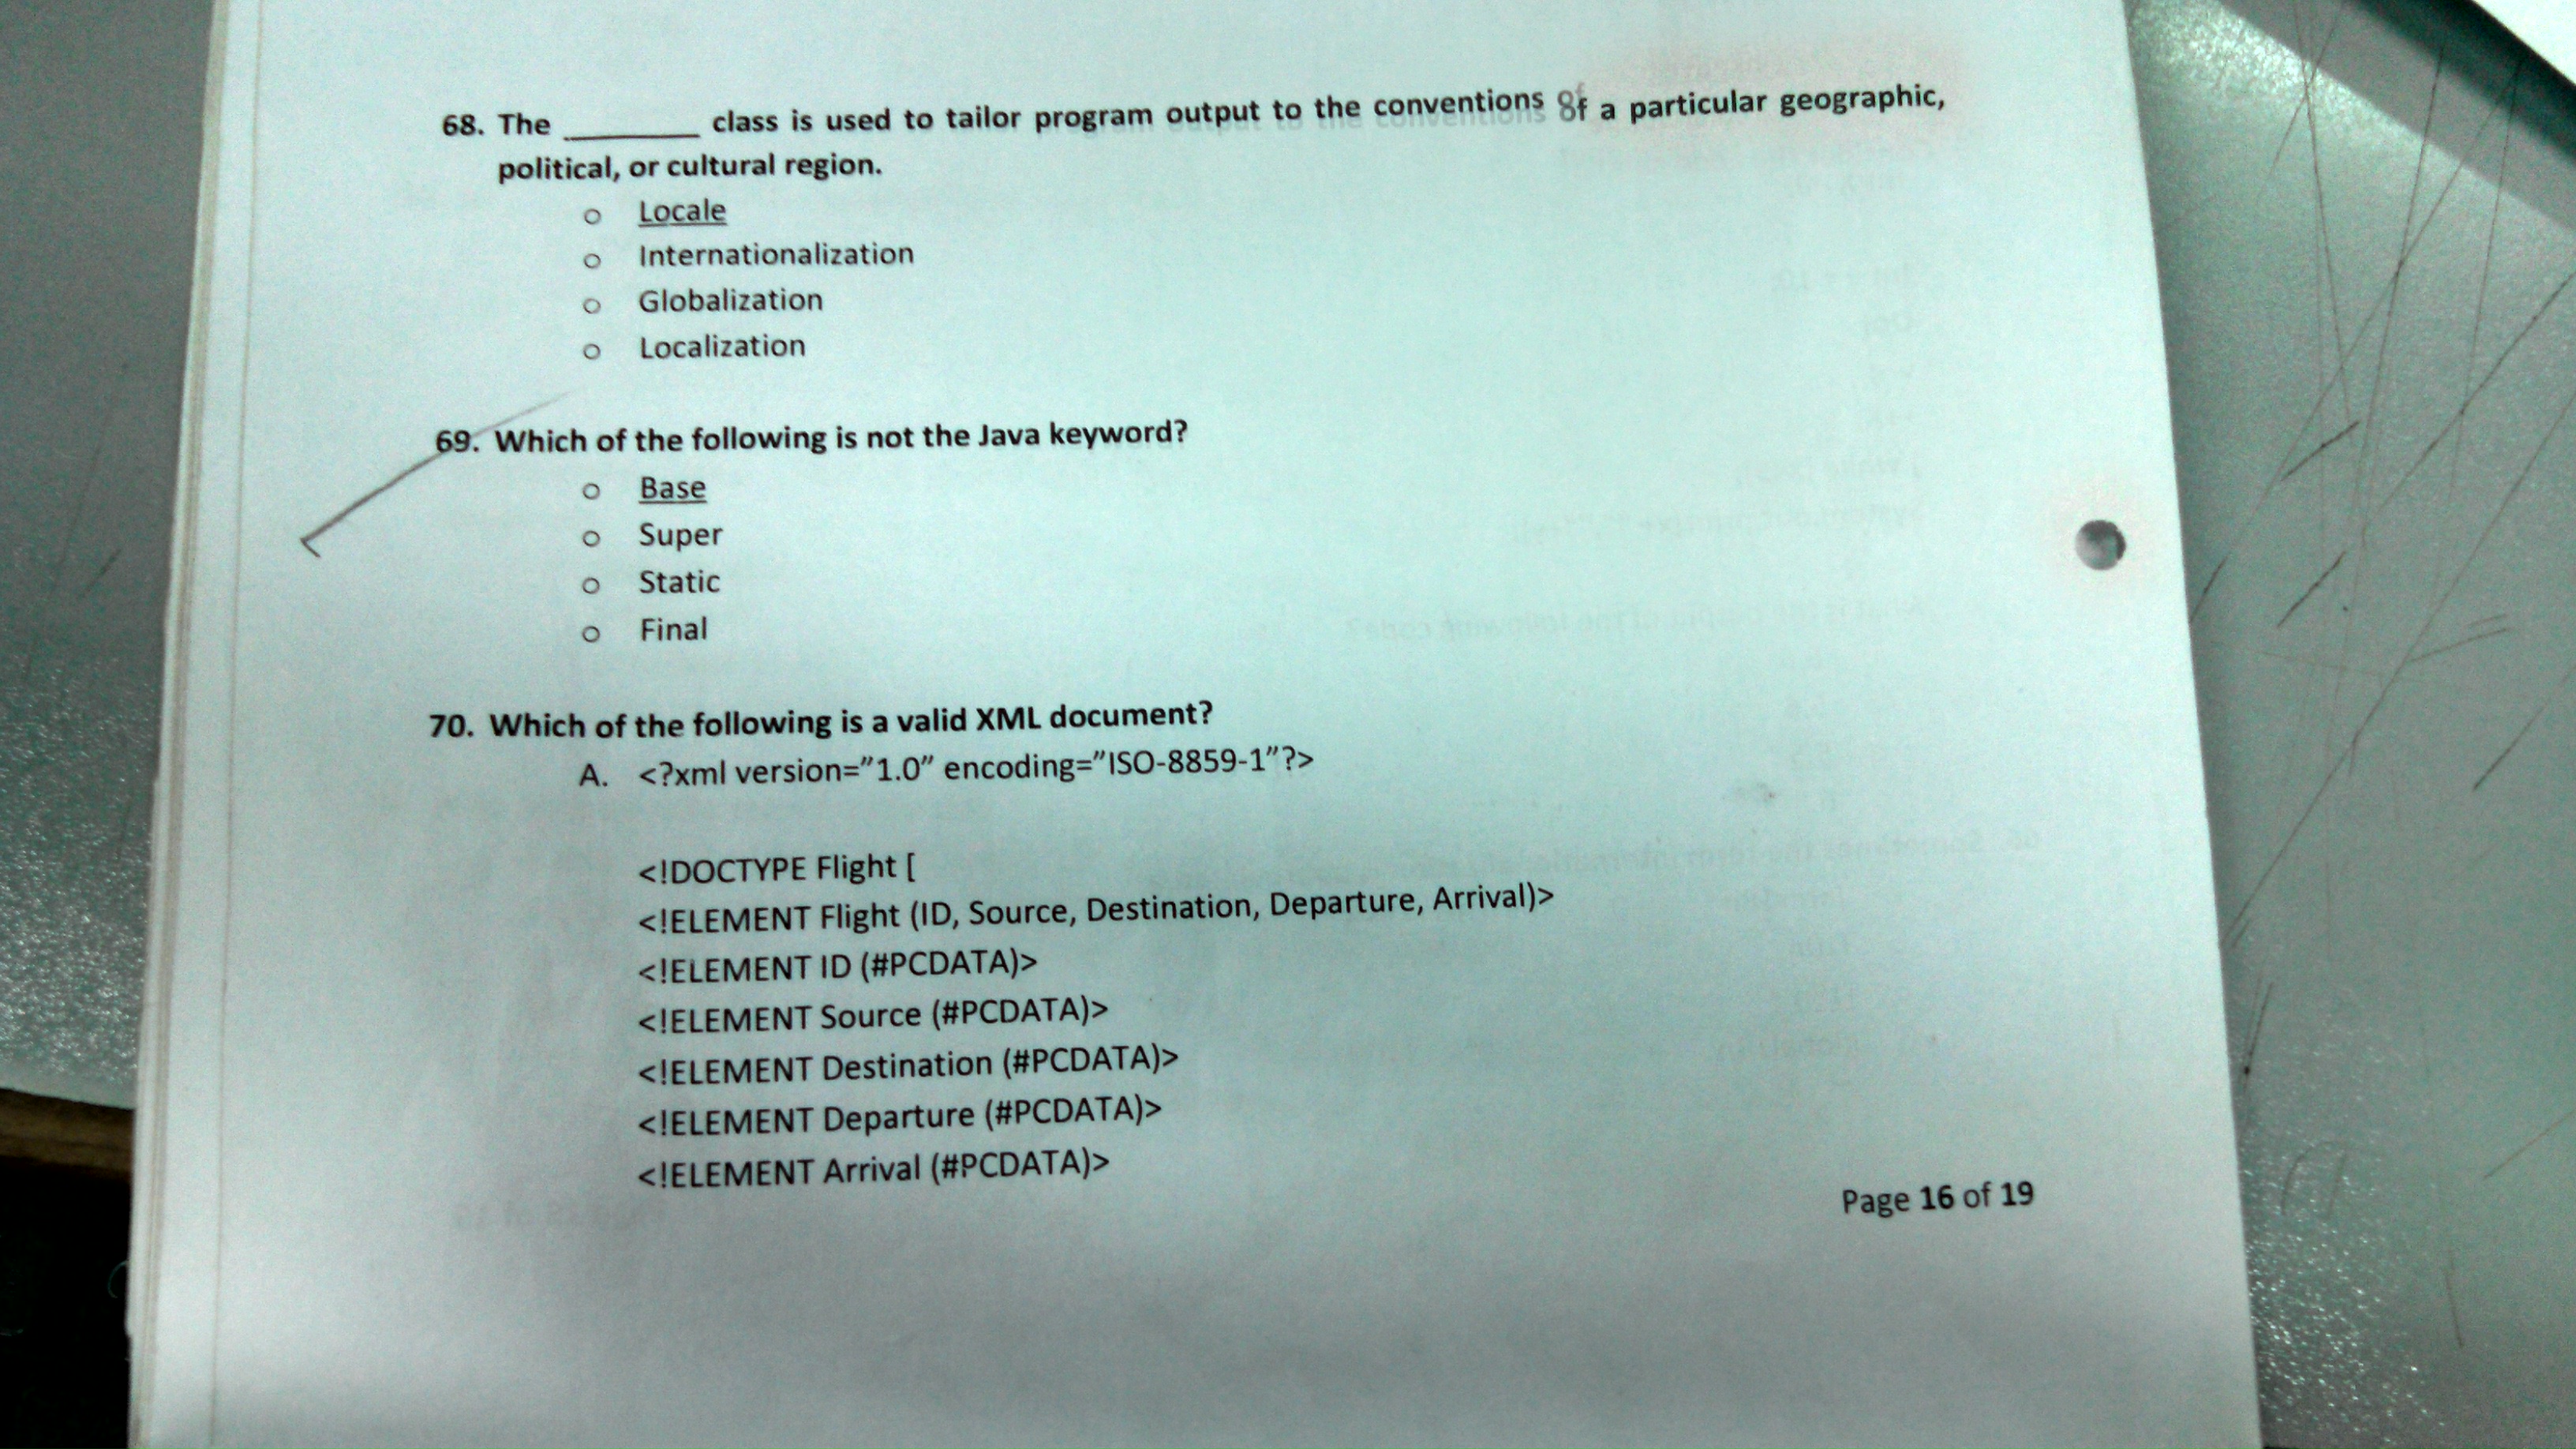 68. The ________ class is used to tailor program output to the conventions of a particular geographic,
political, or cultural region.
o Locale
o Internationalization
o Globalization
o Localization
69. Which of the following is not the Java keyword?
o Base
o Super
o Static
o Final
70. Which of the following is a valid XML document?
A. <?xml version=”1.0” encoding=”ISO-8859-1”?>
<!DOCTYPE Flight [
<!ELEMENT Flight (ID, Source, Destination, Departure, Arrival)>
<!ELEMENT ID (#PCDATA)>
<!ELEMENT Source (#PCDATA)>
<!ELEMENT Destination (#PCDATA)>
<!ELEMENT Departure (#PCDATA)>
<!ELEMENT Arrival (#PCDATA)>
Page 16 of 19